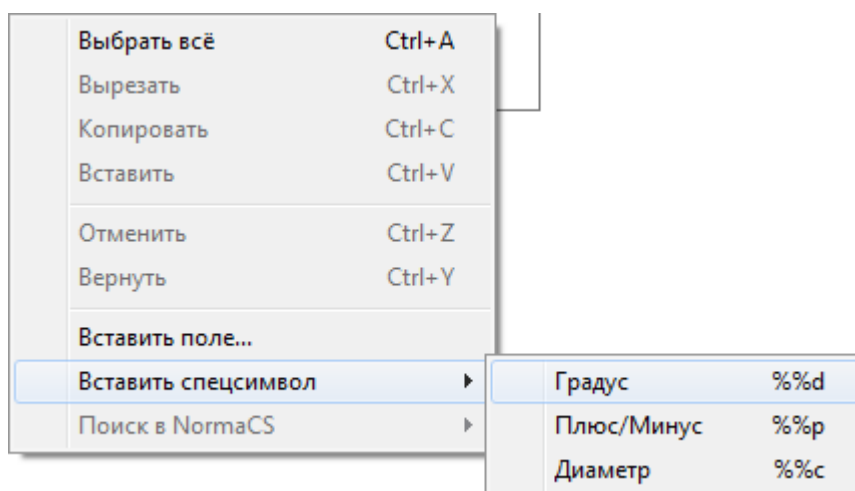 Выбрать всё Ctrl+A
Вырезать Ctrl+X
Копировать Ctrl+C
Вставить Ctrl+V
Отменить Ctrl+Z
Вернуть Ctrl+Y
Вставить поле...
Вставить спецсимвол
Градус %%d
Поиск в NormaCS
Плюс/Минус %%p
Диаметр %%c